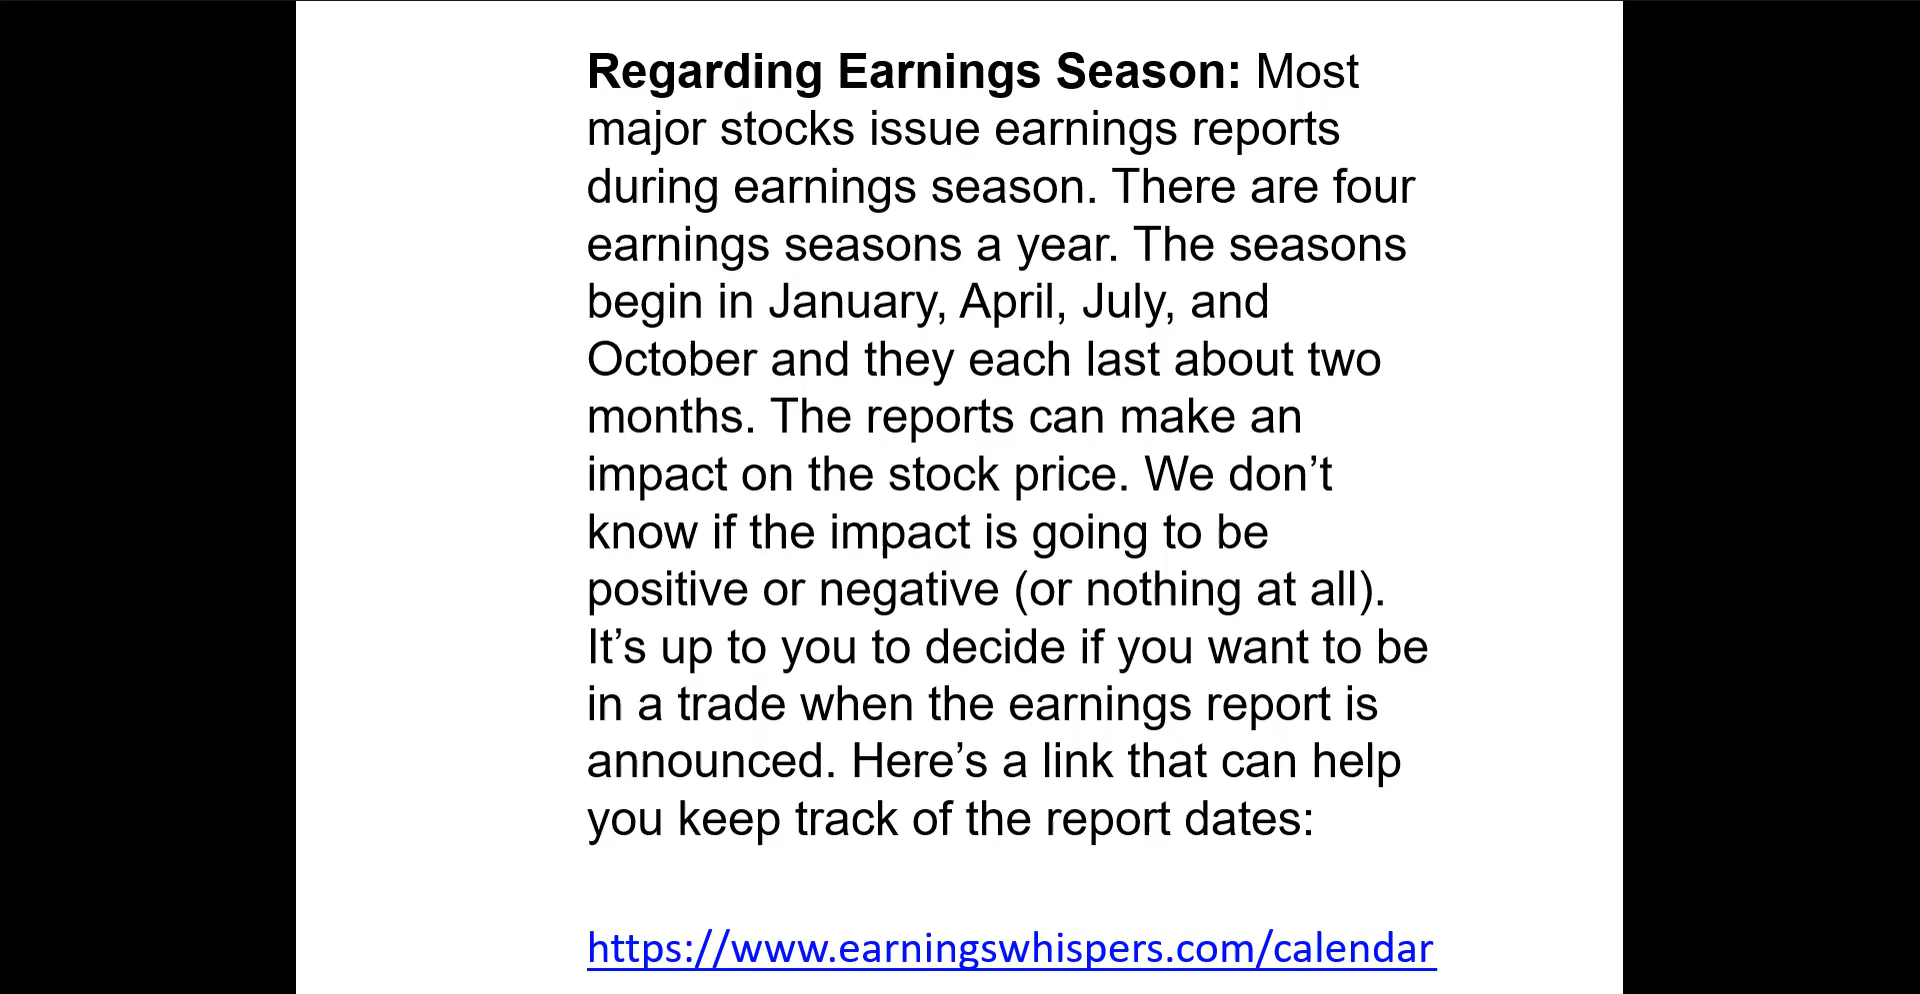 Regarding Earnings Season: Most
major stocks issue earnings reports
during earnings season. There are four
earnings seasons a year. The seasons
begin in January, April, July, and
October and they each last about two
months. The reports can make an
impact on the stock price. We don’t
know if the impact is going to be
positive or negative (or nothing at all).
It’s up to you to decide if you want to be
in a trade when the earnings report is
announced. Here’s a link that can help
you keep track of the report dates:
https://www.earningswhispers.com/calendar